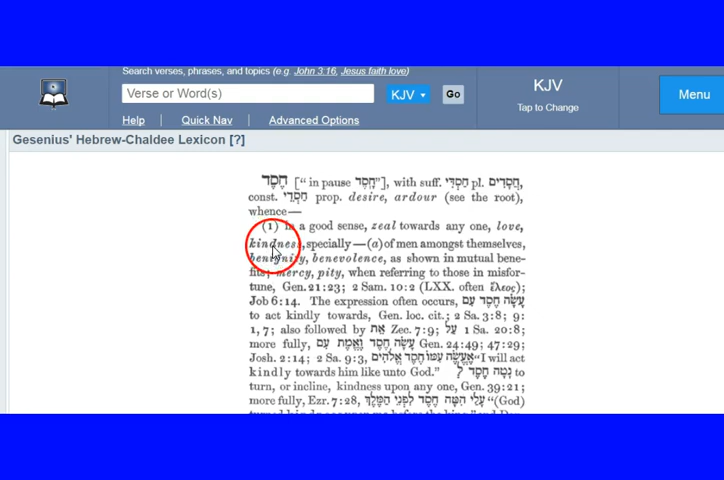 Search verses, phrases, and topics (e.g. John 3:16, Jesus faith love)
Verse or Word(s)
KJV
Go
KJV
Tap to Change
Menu
Help Quick Nav Advanced Options
Gesenius' Hebrew-Chaldee Lexicon [?]
חֶסֶד [“in pause חָסֶד”], with suff. חַסְדִּי pl. חֲסָדִים,
const. חַסְדֵי prop. desire, ardour (see the root),
whence—
(1) in a good sense, zeal towards any one, love,
kindness, specially—(a) of men amongst themselves,
benignity, benevolence, as shown in mutual bene-
fits; mercy, pity, when referring to those in misfor-
tune, Gen. 21:23; 2 Sam. 10:2 (LXX. often ἔλεος);
Job 6:14. The expression often occurs, עָשָׂה חֶסֶד עִם
to act kindly towards, Gen. loc. cit.; 2 Sa. 3:8; 9:
1, 7; also followed by אֵת Zec. 7:9; עַל 1 Sa. 20:8;
more fully, עָשָׂה חֶסֶד וֶאֱמֶת עִם Gen. 24:49; 47:29;
Josh. 2:14; 2 Sa. 9:3, אֶעֱשֶׂה עִמּוֹ חֶסֶד אֱלֹהִים “I will act
kindly towards him like unto God.” נָטָה חֶסֶד לְ to
turn, or incline, kindness upon any one, Gen. 39:21;
more fully, Ezr. 7:28, עָלַי הִטָּה חֶסֶד לִפְנֵי הַמֶּלֶךְ “(God)